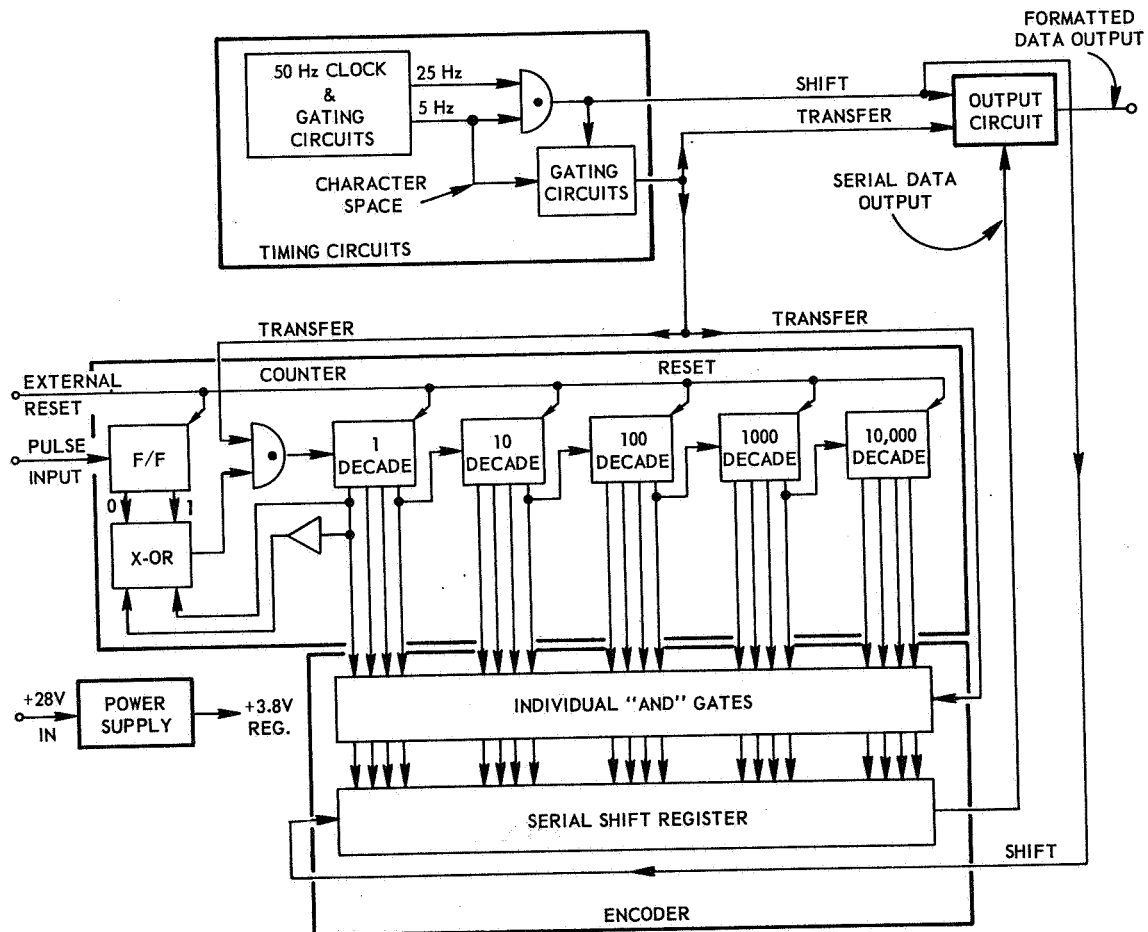 FORMATTED
DATA OUTPUT
50 Hz CLOCK
&
GATING
CIRCUITS
25 Hz
5 Hz
SHIFT
TRANSFER
OUTPUT
CIRCUIT
GATING
CIRCUITS
CHARACTER
SPACE
SERIAL DATA
OUTPUT
TIMING CIRCUITS
TRANSFER
TRANSFER
EXTERNAL
RESET
COUNTER
RESET
PULSE
INPUT
F/F
1
DECADE
10
DECADE
100
DECADE
1000
DECADE
10,000
DECADE
0
1
X-OR
+28V
IN
POWER
SUPPLY
+3.8V
REG.
INDIVIDUAL "AND" GATES
SERIAL SHIFT REGISTER
SHIFT
ENCODER